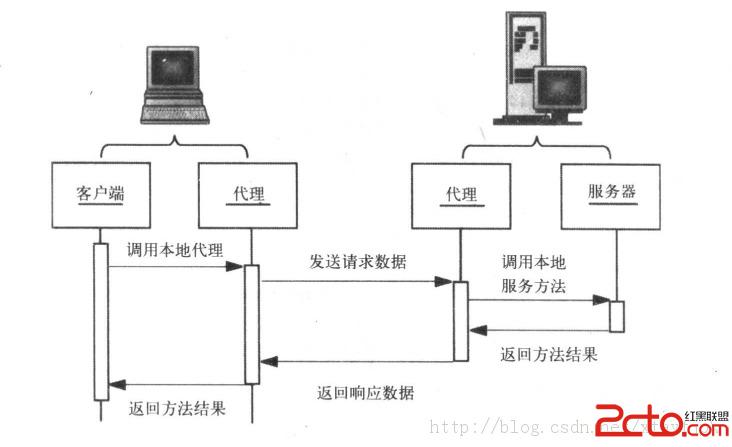 客户端
代理
代理
服务器
调用本地代理
发送请求数据
调用本地
服务方法
返回方法结果
返回响应数据
返回方法结果
http://blog.csdn.net/
红黑联盟
2cto.com